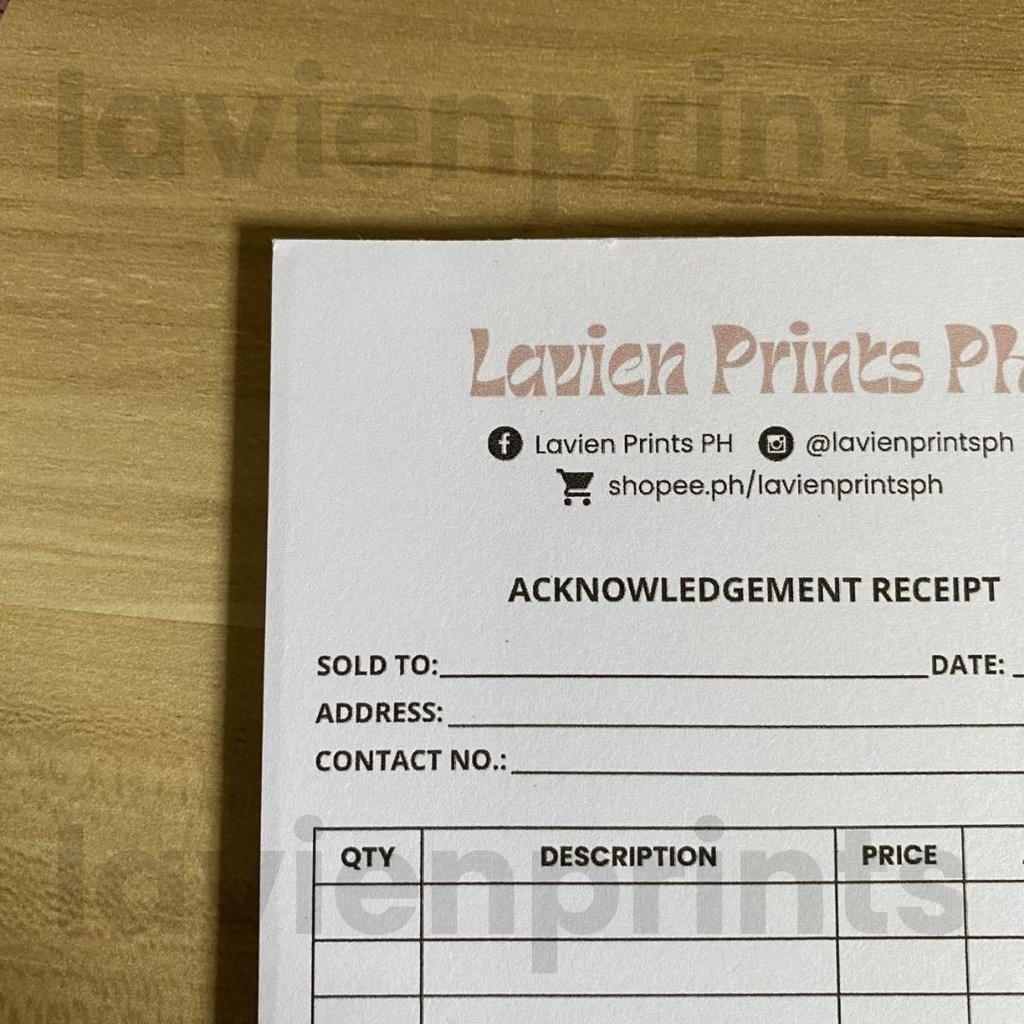 lavienprints
Lavien Prints Ph
Lavien Prints PH @lavienprintsph
shopee.ph/lavienprintsph
ACKNOWLEDGEMENT RECEIPT
SOLD TO: DATE:
ADDRESS:
CONTACT NO.:
QTY DESCRIPTION PRICE
lavienprints